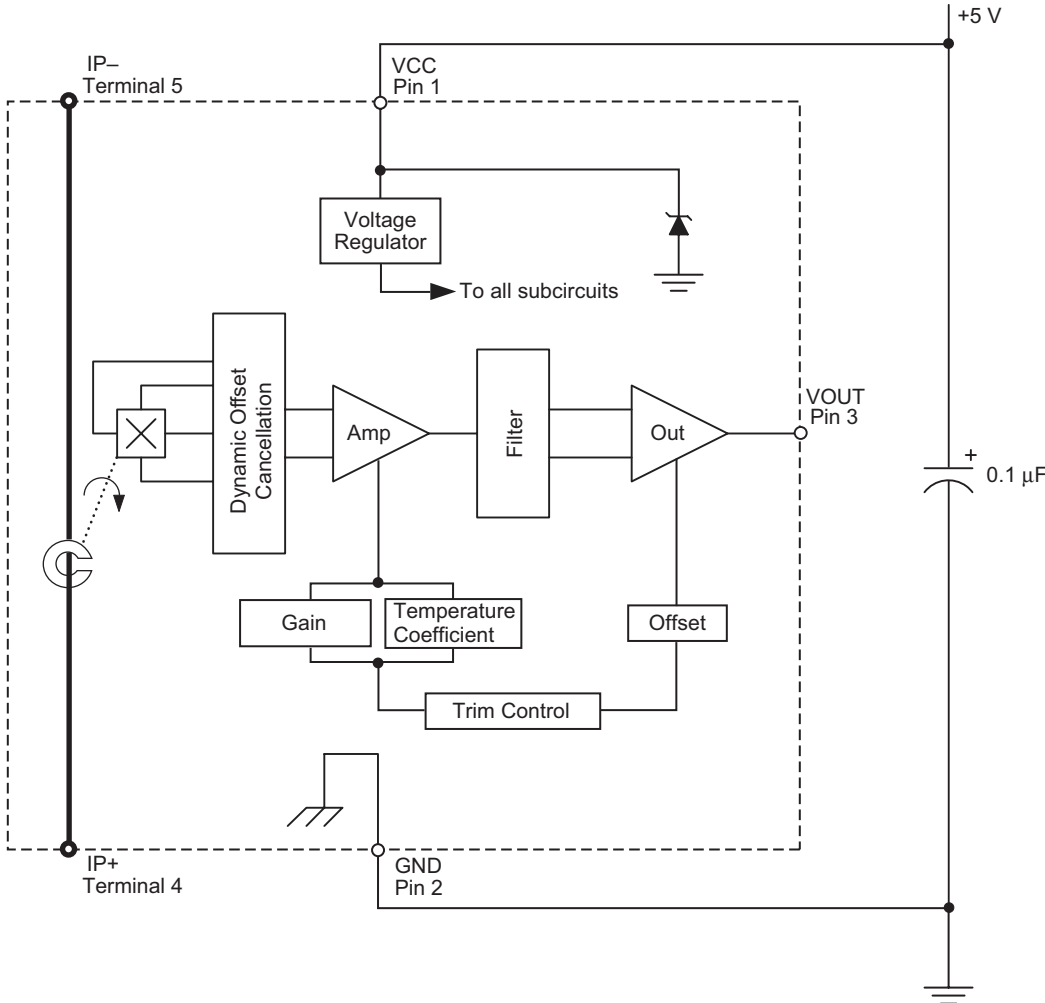 +5 V
IP–
Terminal 5
VCC
Pin 1
Voltage
Regulator
To all subcircuits
Dynamic Offset
Cancellation
Amp
Filter
Out
VOUT
Pin 3
+
0.1 µF
Gain
Temperature
Coefficient
Offset
Trim Control
IP+
Terminal 4
GND
Pin 2